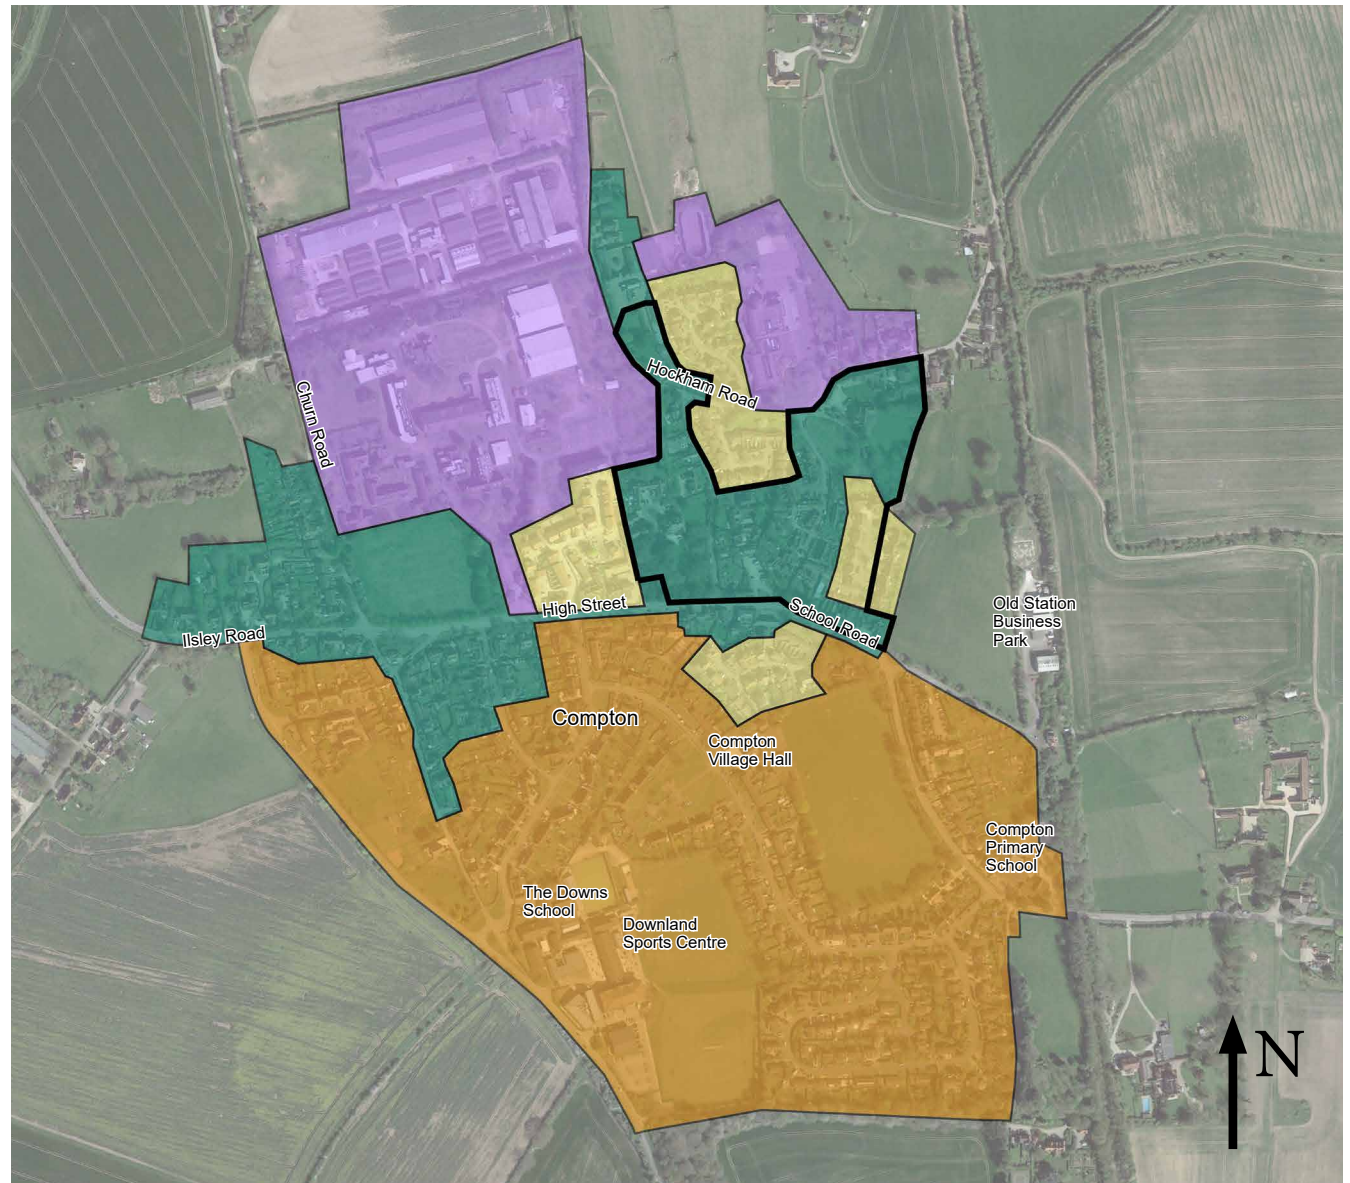 Hockham Road
Churn Road
High Street
School Road
Old Station
Business
Park
Ilsley Road
Compton
Compton
Village Hall
Compton
Primary
School
The Downs
School
Downland
Sports Centre
N